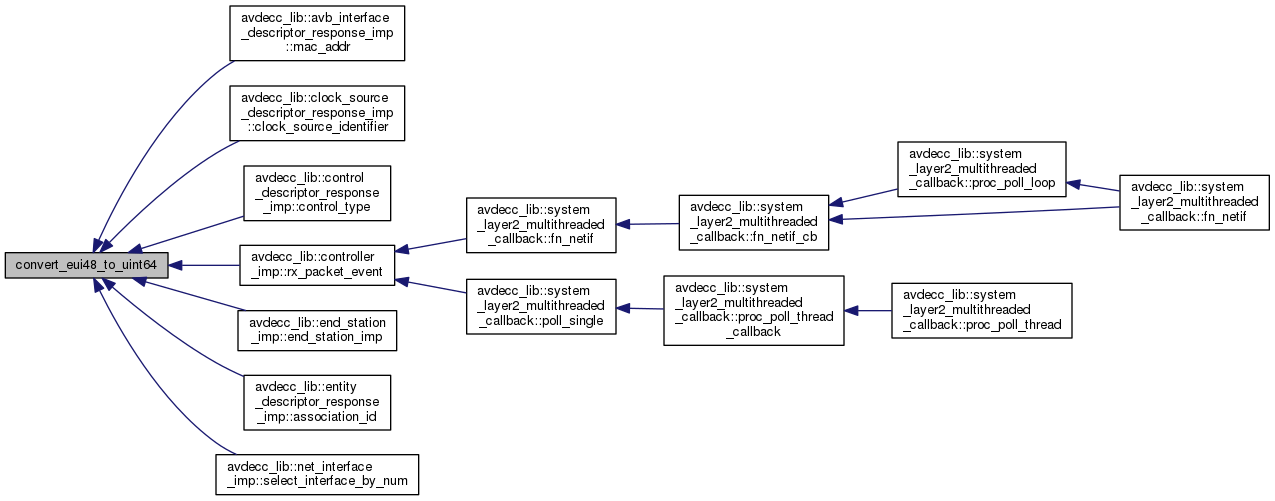 avdecc_lib::avb_interface
_descriptor_response_imp
::mac_addr
avdecc_lib::clock_source
_descriptor_response_imp
::clock_source_identifier
avdecc_lib::control
_descriptor_response
_imp::control_type
avdecc_lib::controller
_imp::rx_packet_event
avdecc_lib::end_station
_imp::end_station_imp
avdecc_lib::entity
_descriptor_response
_imp::association_id
avdecc_lib::net_interface
_imp::select_interface_by_num
convert_eui48_to_uint64
avdecc_lib::system
_layer2_multithreaded
_callback::fn_netif
avdecc_lib::system
_layer2_multithreaded
_callback::poll_single
avdecc_lib::system
_layer2_multithreaded
_callback::fn_netif_cb
avdecc_lib::system
_layer2_multithreaded
_callback::proc_poll_thread
_callback
avdecc_lib::system
_layer2_multithreaded
_callback::proc_poll_loop
avdecc_lib::system
_layer2_multithreaded
_callback::proc_poll_thread
avdecc_lib::system
_layer2_multithreaded
_callback::fn_netif